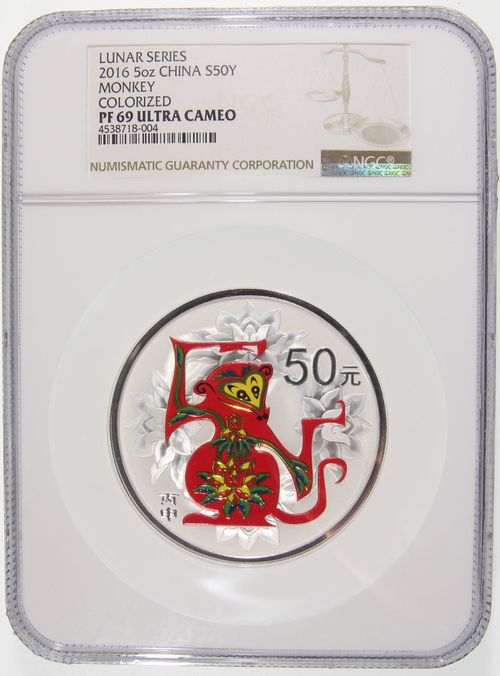 LUNAR SERIES
2016 5oz CHINA S50Y
MONKEY
COLORIZED
PF 69 ULTRA CAMEO
4538718-004
NUMISMATIC GUARANTY CORPORATION
NGC®
50元
丙申